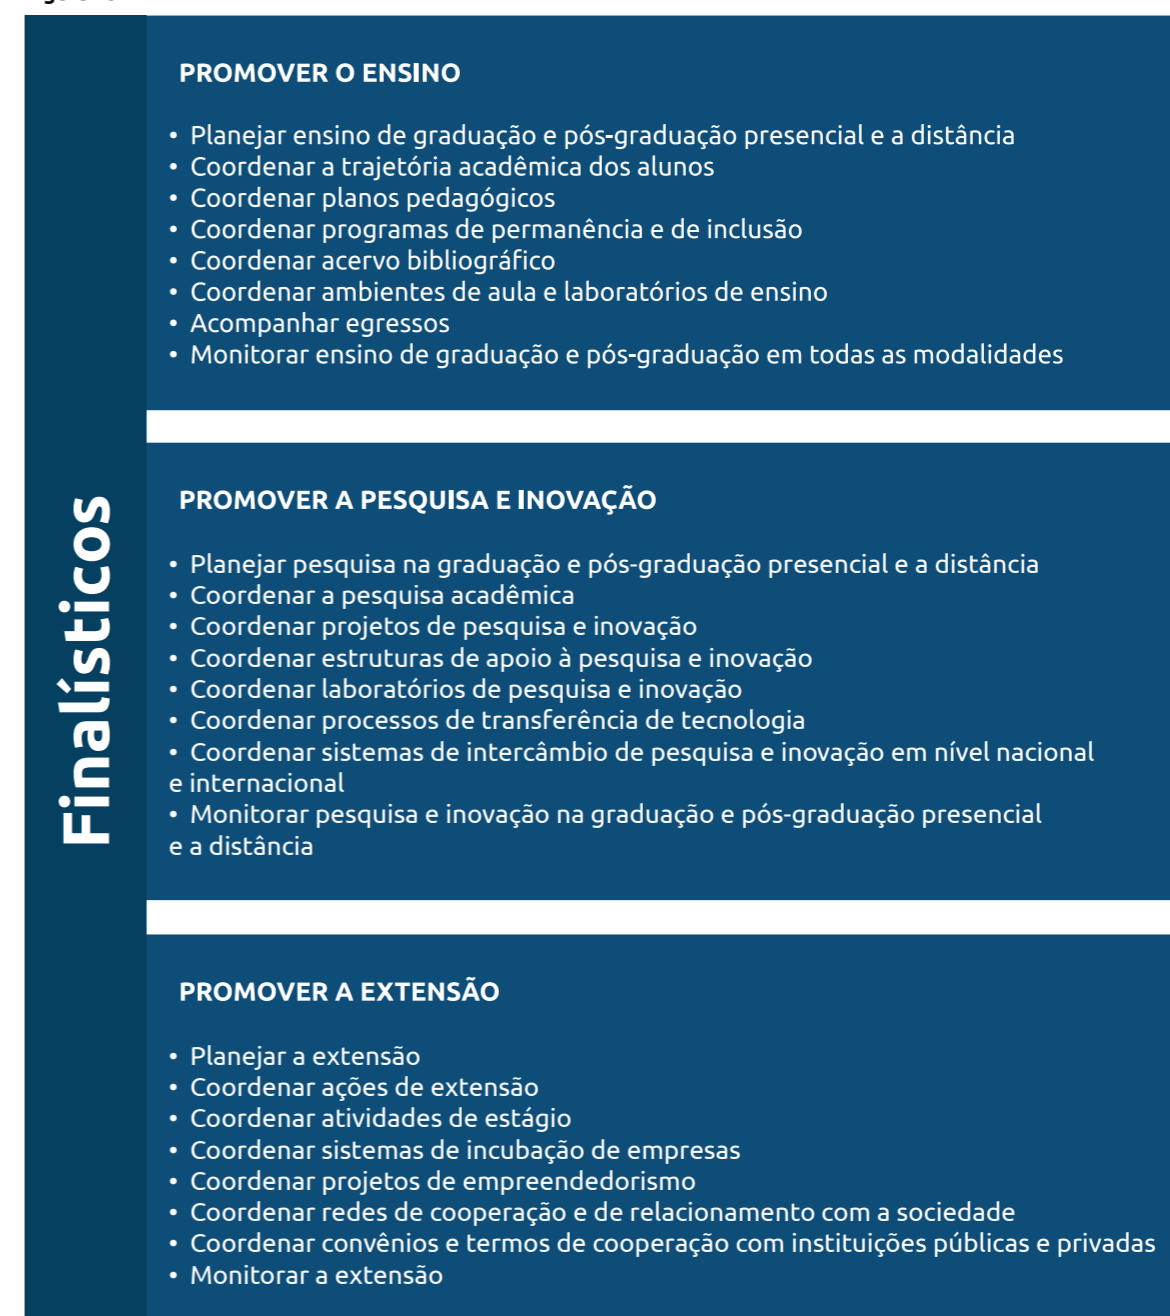 Finalísticos
PROMOVER O ENSINO
• Planejar ensino de graduação e pós-graduação presencial e a distância
• Coordenar a trajetória acadêmica dos alunos
• Coordenar planos pedagógicos
• Coordenar programas de permanência e de inclusão
• Coordenar acervo bibliográfico
• Coordenar ambientes de aula e laboratórios de ensino
• Acompanhar egressos
• Monitorar ensino de graduação e pós-graduação em todas as modalidades
PROMOVER A PESQUISA E INOVAÇÃO
• Planejar pesquisa na graduação e pós-graduação presencial e a distância
• Coordenar a pesquisa acadêmica
• Coordenar projetos de pesquisa e inovação
• Coordenar estruturas de apoio à pesquisa e inovação
• Coordenar laboratórios de pesquisa e inovação
• Coordenar processos de transferência de tecnologia
• Coordenar sistemas de intercâmbio de pesquisa e inovação em nível nacional
e internacional
• Monitorar pesquisa e inovação na graduação e pós-graduação presencial
e a distância
PROMOVER A EXTENSÃO
• Planejar a extensão
• Coordenar ações de extensão
• Coordenar atividades de estágio
• Coordenar sistemas de incubação de empresas
• Coordenar projetos de empreendedorismo
• Coordenar redes de cooperação e de relacionamento com a sociedade
• Coordenar convênios e termos de cooperação com instituições públicas e privadas
• Monitorar a extensão